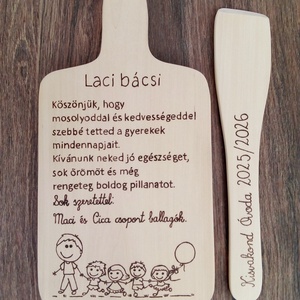 Laci bácsi
Köszönjük, hogy
mosolyoddal és kedvességeddel
szebbé tetted a gyerekek
mindennapjait.
Kívánunk neked jó egészséget,
sok örömöt és még
rengeteg boldog pillanatot.
Sok szeretettel:
Maci és Cica csoport ballagók.
Kisvakond Óvoda 2025/2026